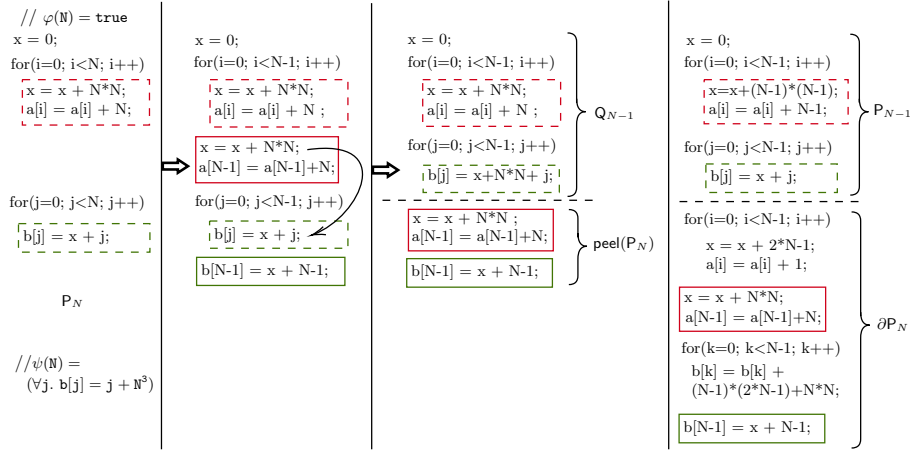 // φ(N) = true
x = 0;
for(i=0; i<N; i++)
x = x + N*N;
a[i] = a[i] + N;
for(j=0; j<N; j++)
b[j] = x + j;
P_N
//ψ(N) =
(∀j. b[j] = j + N³)
x = 0;
for(i=0; i<N-1; i++)
x = x + N*N;
a[i] = a[i] + N ;
x = x + N*N;
a[N-1] = a[N-1]+N;
for(j=0; j<N-1; j++)
b[j] = x + j;
b[N-1] = x + N-1;
x = 0;
for(i=0; i<N-1; i++)
x = x + N*N;
a[i] = a[i] + N ;
for(j=0; j<N-1; j++)
b[j] = x+N*N+ j;
Q_{N−1}
x = x + N*N ;
a[N-1] = a[N-1]+N;
b[N-1] = x + N-1;
peel(P_N)
x = 0;
for(i=0; i<N-1; i++)
x=x+(N-1)*(N-1);
a[i] = a[i] + N-1;
for(j=0; j<N-1; j++)
b[j] = x + j;
P_{N−1}
for(i=0; i<N-1; i++)
x = x + 2*N-1;
a[i] = a[i] + 1;
x = x + N*N;
a[N-1] = a[N-1]+N;
for(k=0; k<N-1; k++)
b[k] = b[k] +
(N-1)*(2*N-1)+N*N;
b[N-1] = x + N-1;
∂P_N